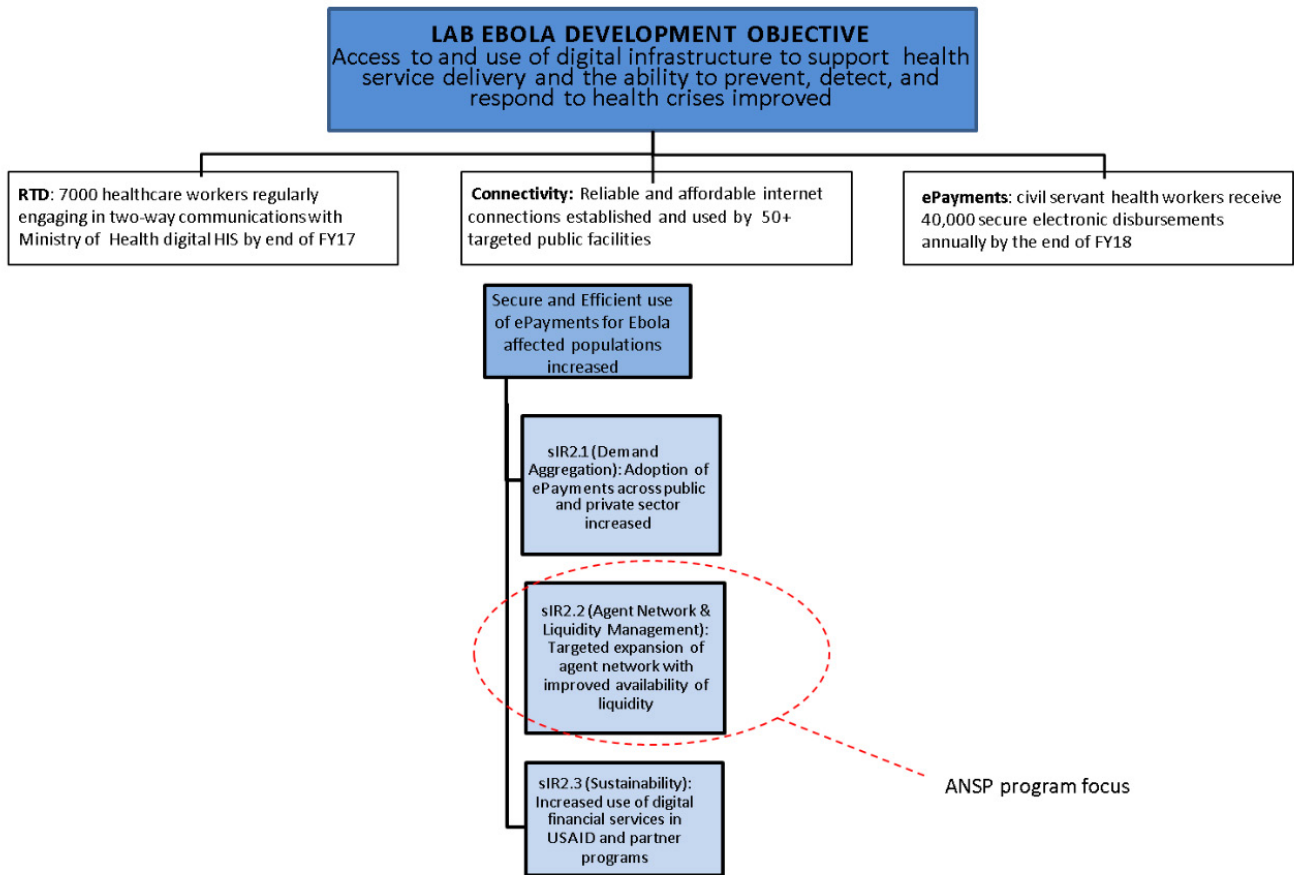 LAB EBOLA DEVELOPMENT OBJECTIVE
Access to and use of digital infrastructure to support health
service delivery and the ability to prevent, detect, and
respond to health crises improved
RTD: 7000 healthcare workers regularly
engaging in two-way communications with
Ministry of Health digital HIS by end of FY17
Connectivity: Reliable and affordable internet
connections established and used by 50+
targeted public facilities
ePayments: civil servant health workers receive
40,000 secure electronic disbursements
annually by the end of FY18
Secure and Efficient use
of ePayments for Ebola
affected populations
increased
sIR2.1 (Demand
Aggregation): Adoption of
ePayments across public
and private sector
increased
sIR2.2 (Agent Network &
Liquidity Management):
Targeted expansion of
agent network with
improved availability of
liquidity
ANSP program focus
sIR2.3 (Sustainability):
Increased use of digital
financial services in
USAID and partner
programs